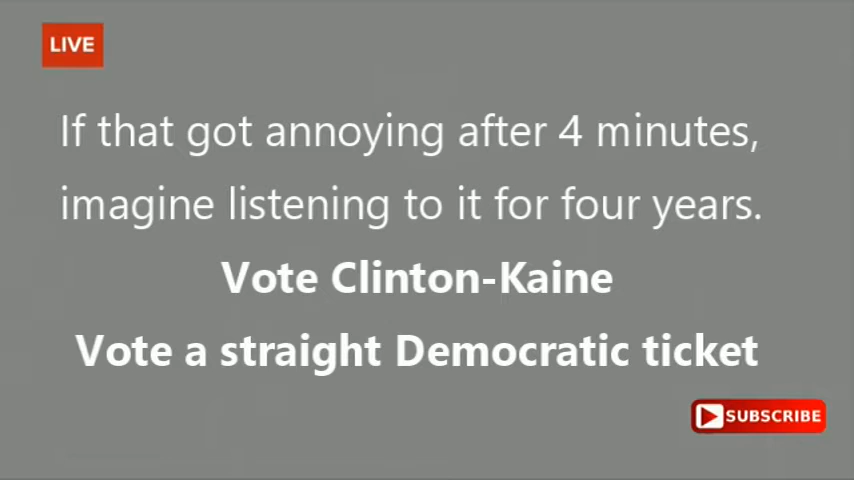 LIVE
If that got annoying after 4 minutes,
imagine listening to it for four years.
Vote Clinton-Kaine
Vote a straight Democratic ticket
SUBSCRIBE